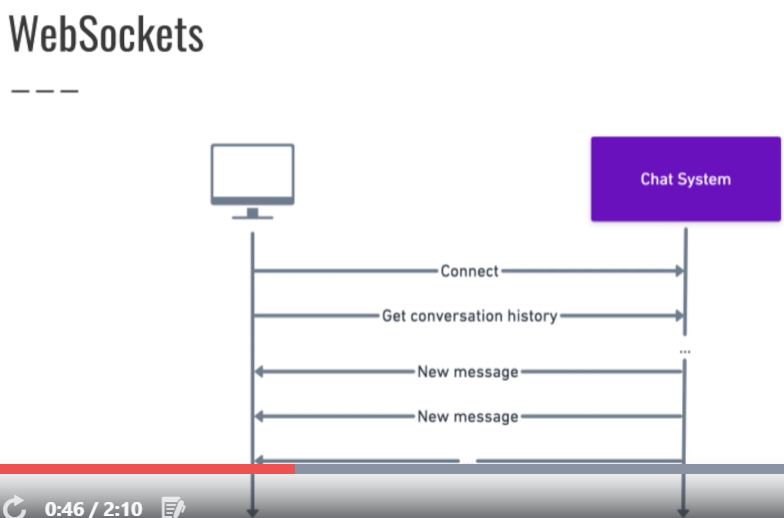 WebSockets
Chat System
Connect
Get conversation history
...
New message
New message
0:46 / 2:10